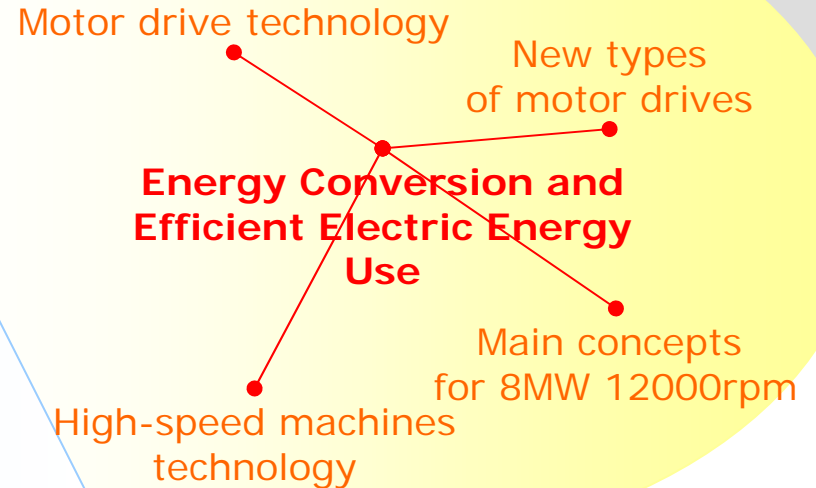 Motor drive technology
New types
of motor drives
Energy Conversion and
Efficient Electric Energy
Use
Main concepts
for 8MW 12000rpm
High-speed machines
technology